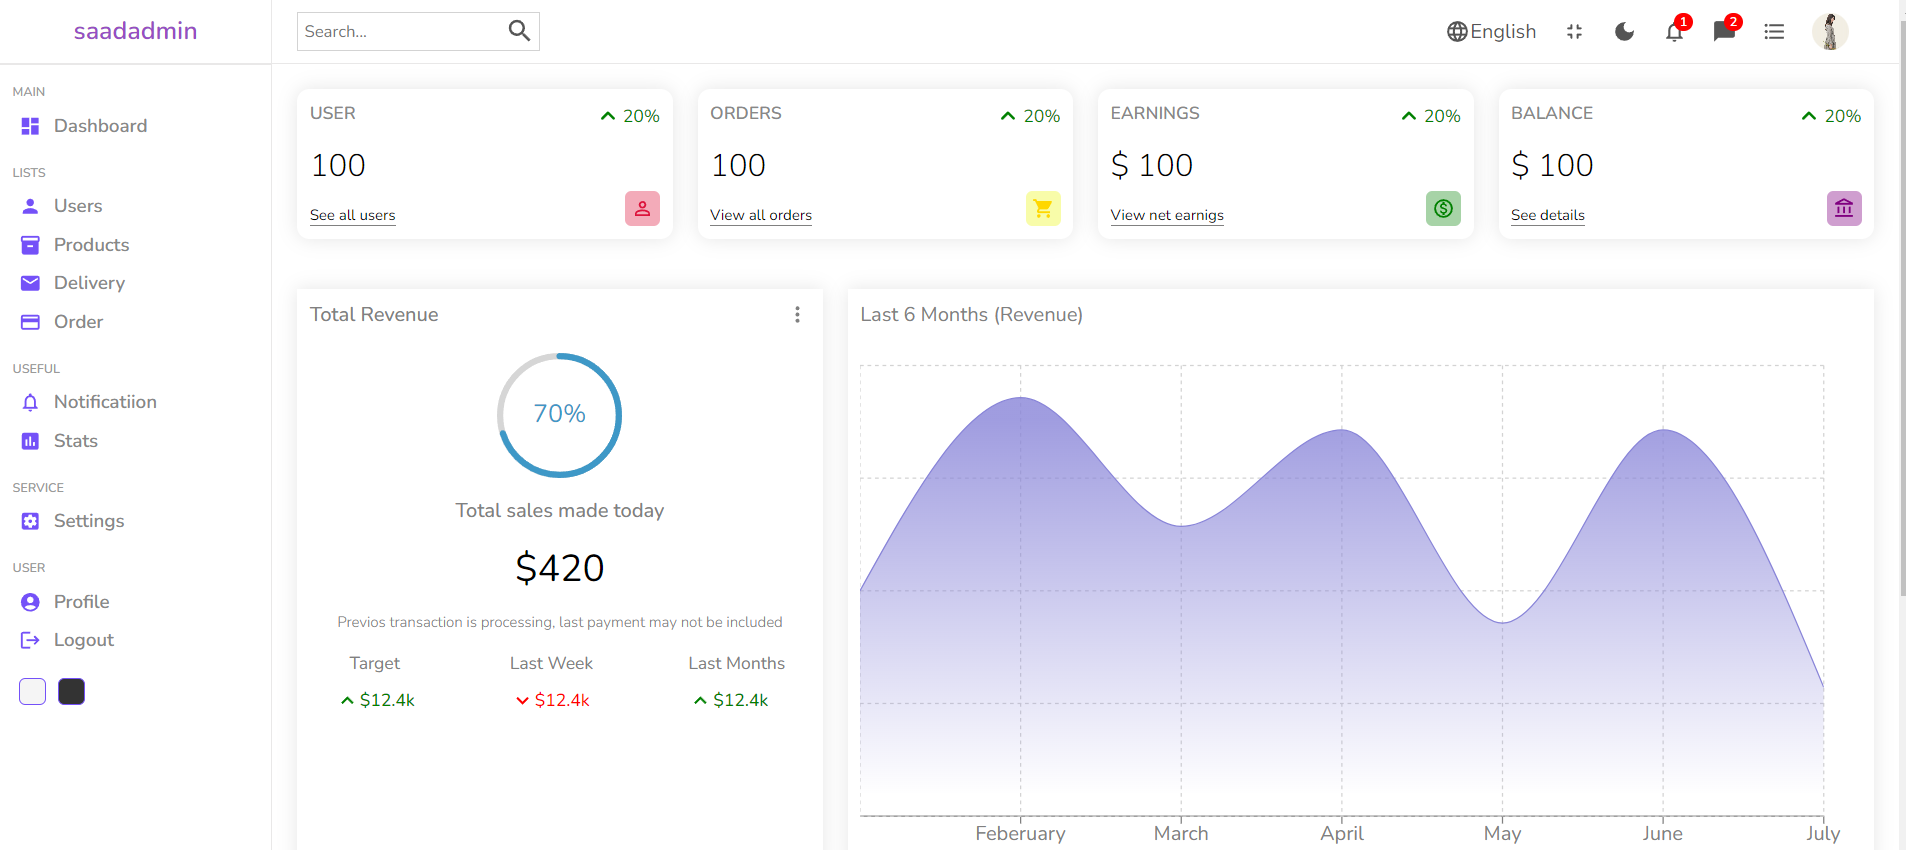 saadadmin
Search...
English
1
2
MAIN
Dashboard
LISTS
Users
Products
Delivery
Order
USEFUL
Notificatiion
Stats
SERVICE
Settings
USER
Profile
Logout
USER
20%
100
See all users
ORDERS
20%
100
View all orders
EARNINGS
20%
$ 100
View net earnigs
BALANCE
20%
$ 100
See details
Total Revenue
70%
Total sales made today
$420
Previos transaction is processing, last payment may not be included
Target Last Week Last Months
$12.4k $12.4k $12.4k
Last 6 Months (Revenue)
Feberuary March April May June July